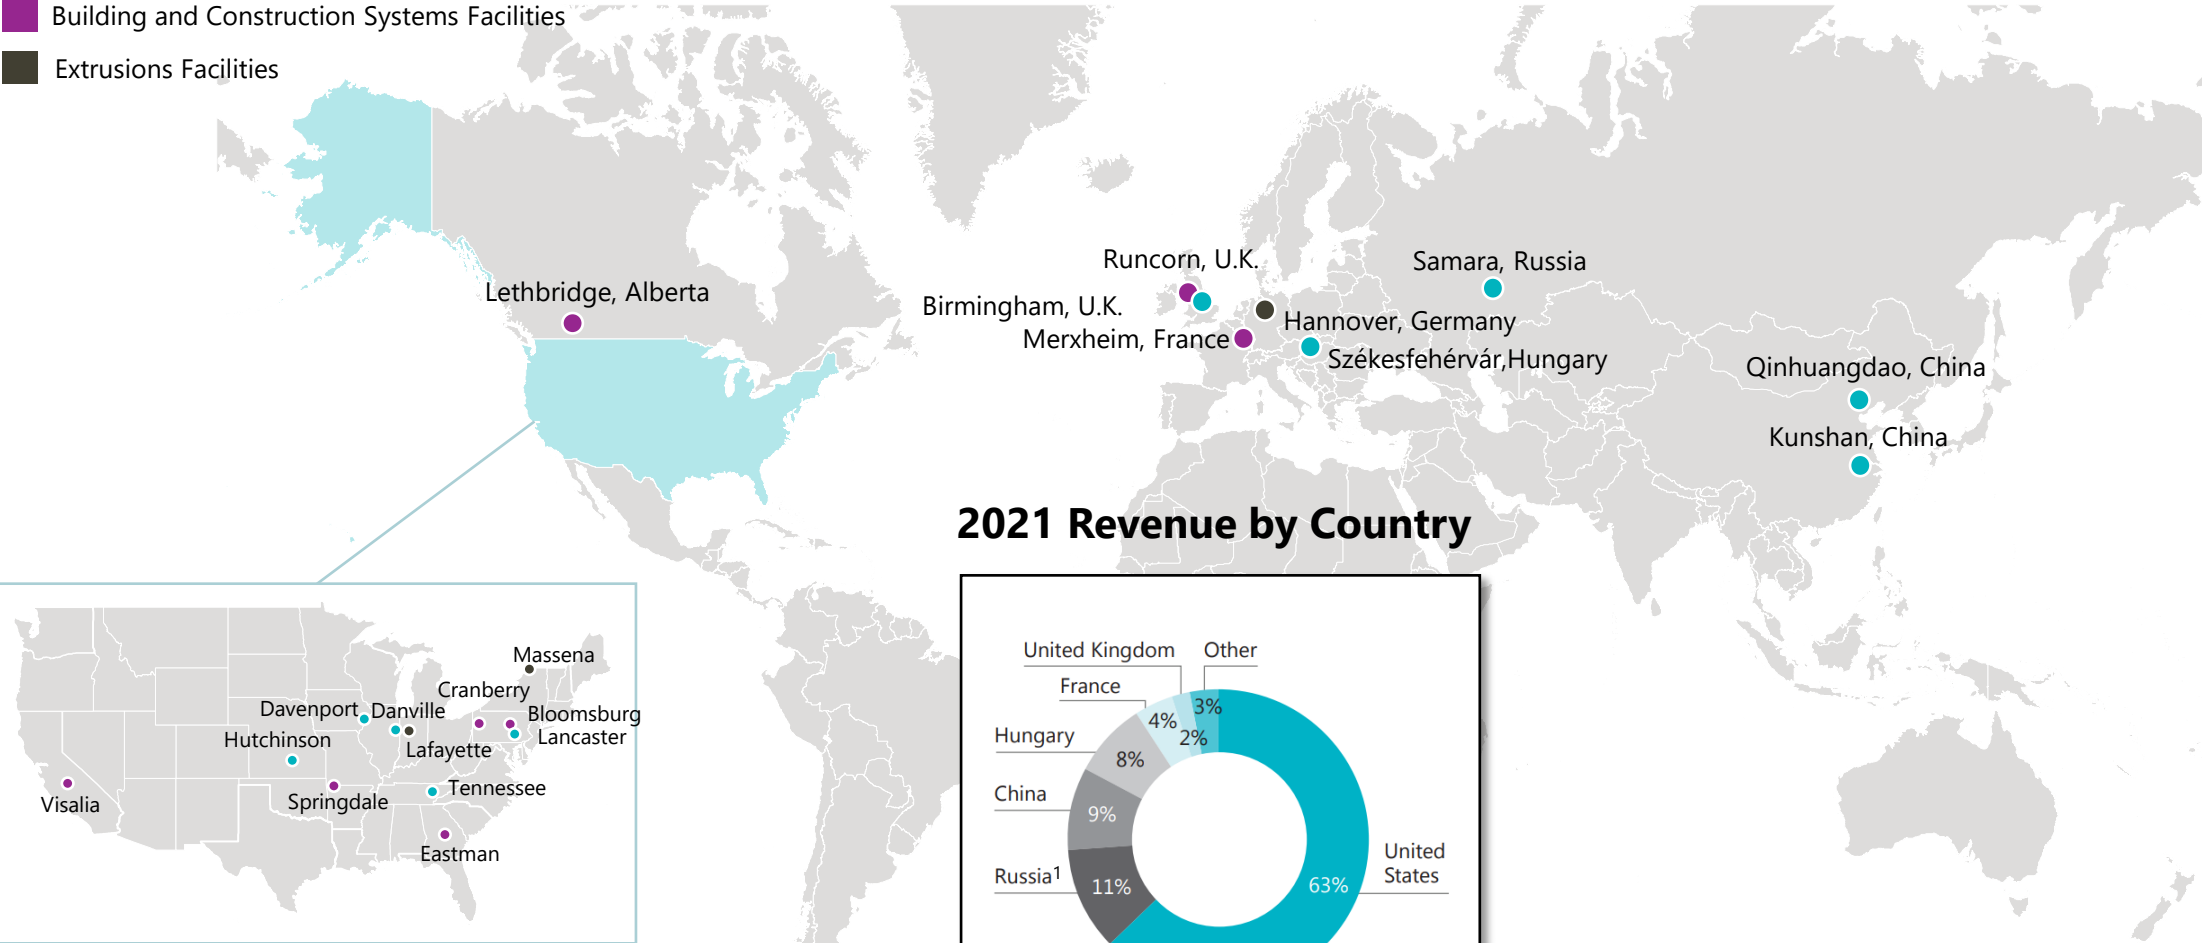 Building and Construction Systems Facilities
Extrusions Facilities
Lethbridge, Alberta
Runcorn, U.K.
Birmingham, U.K.
Merxheim, France
Hannover, Germany
Székesfehérvár,Hungary
Samara, Russia
Qinhuangdao, China
Kunshan, China
Massena
Cranberry
Davenport
Danville
Bloomsburg
Lancaster
Hutchinson
Lafayette
Visalia
Springdale
Tennessee
Eastman
2021 Revenue by Country
United Kingdom
Other
France
3%
4%
2%
Hungary
8%
China
9%
Russia¹
11%
United
States
63%